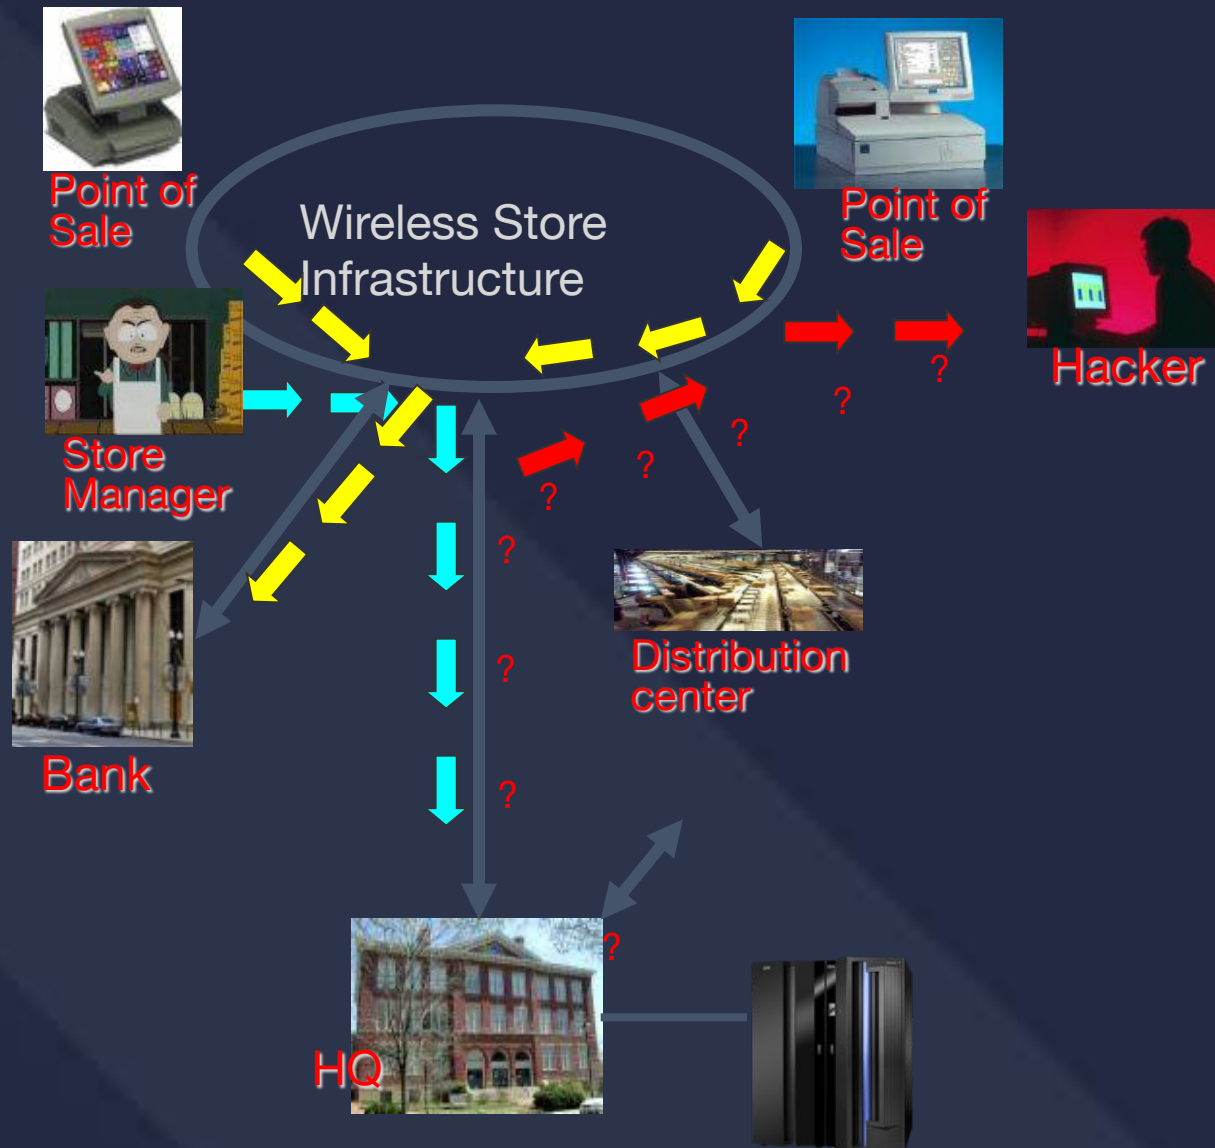 Point of
Sale
Point of
Sale
Wireless Store
Infrastructure
Hacker
?
?
?
?
?
Store
Manager
?
?
Distribution
center
Bank
?
?
HQ